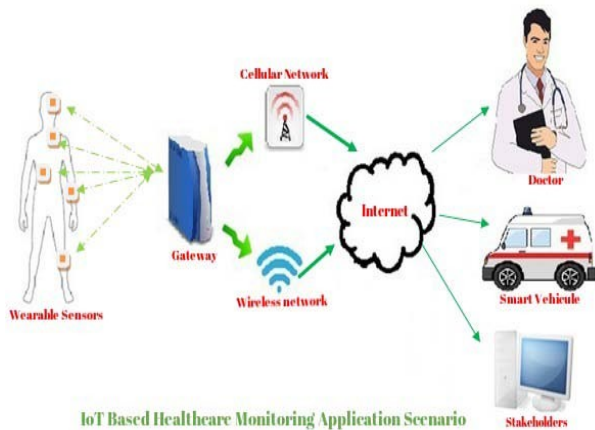 Cellular Network
Doctor
Internet
Gateway
Wireless network
Wearable Sensors
Smart Vehicule
Stakeholders
IoT Based Healthcare Monitoring Application Scenario